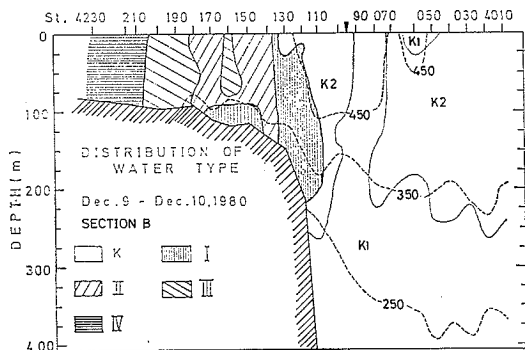 St. 4230 210 190 170 150 130 110 90 070 050 030 4010
0
100
200
300
400
DEPTH(m)
K1
450
K2
K2
450
350
K1
250
DISTRIBUTION OF
WATER TYPE
Dec.9 - Dec.10,1980
SECTION B
K
I
II
III
IV